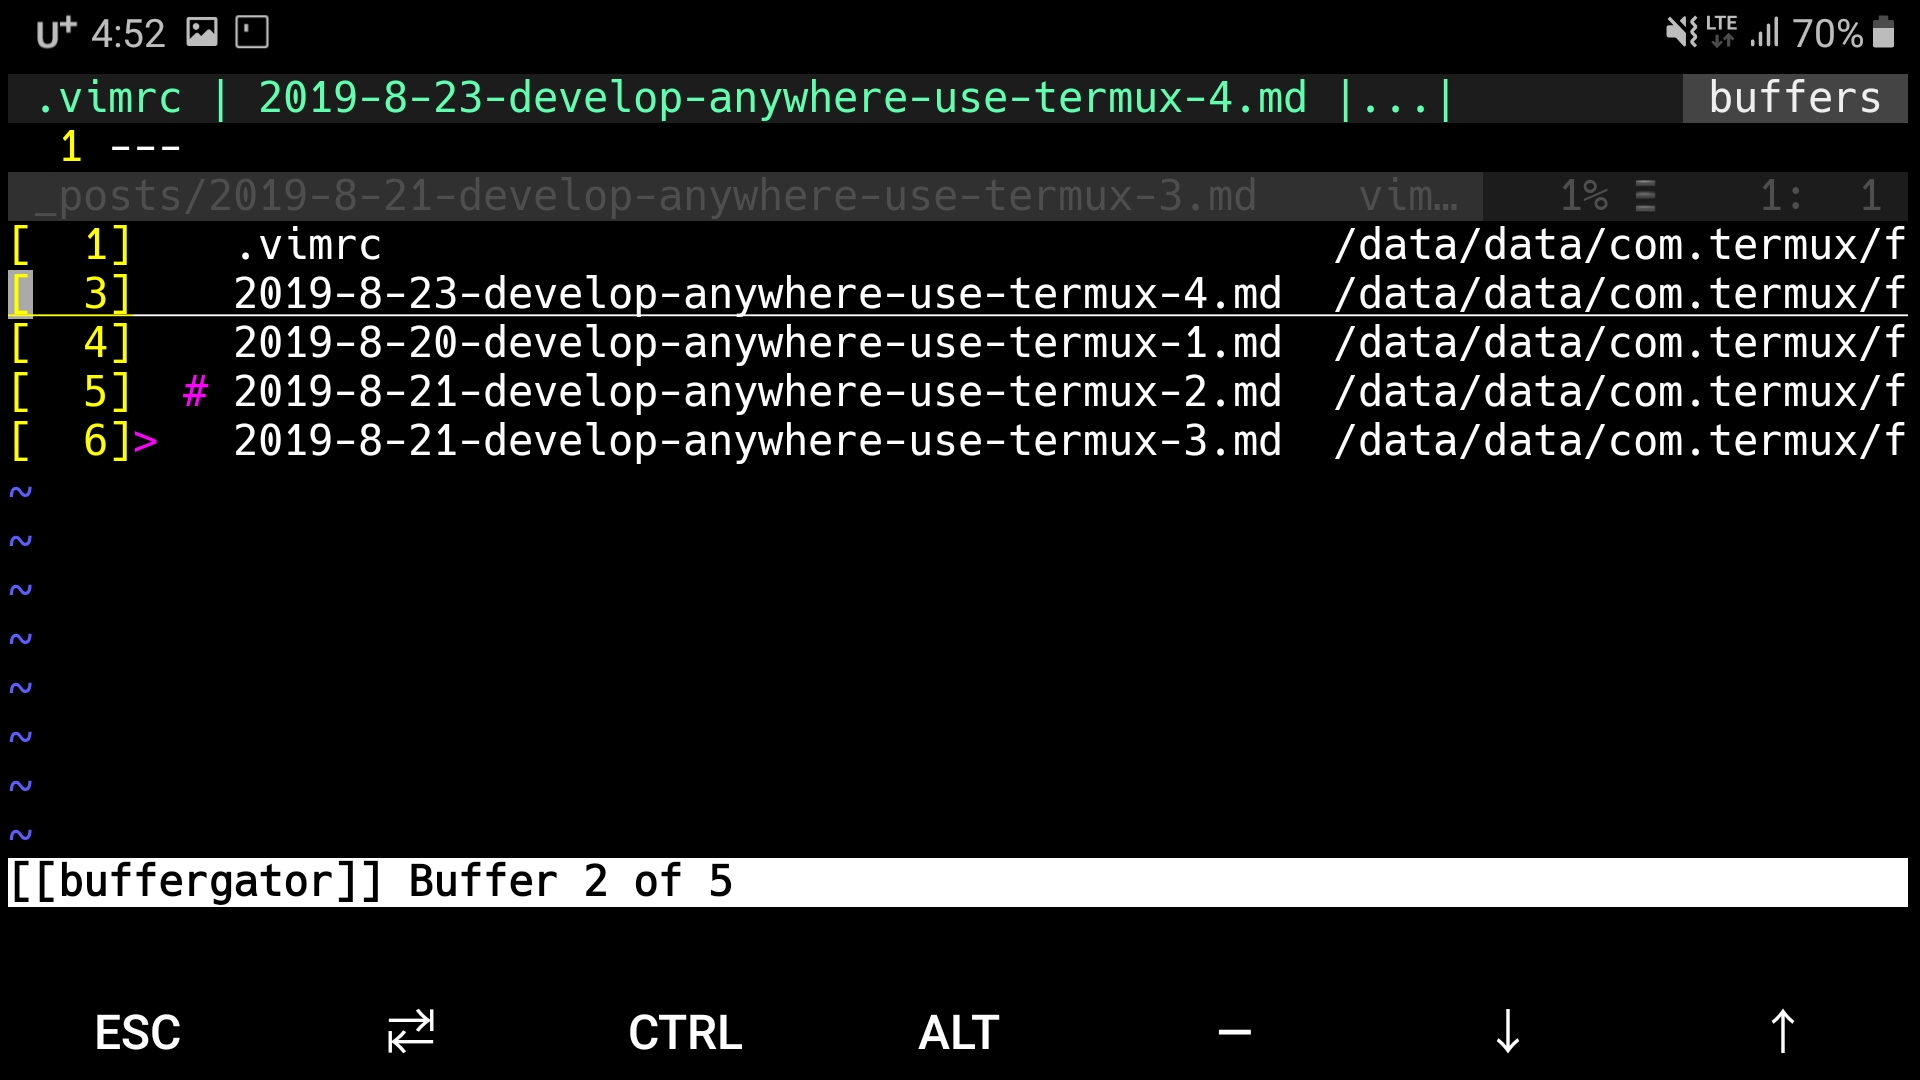 U+ 4:52 LTE 70%
.vimrc | 2019-8-23-develop-anywhere-use-termux-4.md |...| buffers
1 ---
_posts/2019-8-21-develop-anywhere-use-termux-3.md vim… 1% ☰ 1: 1
[ 1] .vimrc /data/data/com.termux/f
[ 3] 2019-8-23-develop-anywhere-use-termux-4.md /data/data/com.termux/f
[ 4] 2019-8-20-develop-anywhere-use-termux-1.md /data/data/com.termux/f
[ 5] # 2019-8-21-develop-anywhere-use-termux-2.md /data/data/com.termux/f
[ 6]> 2019-8-21-develop-anywhere-use-termux-3.md /data/data/com.termux/f
~
~
~
~
~
~
~
~
[[buffergator]] Buffer 2 of 5
ESC ⇄ CTRL ALT — ↓ ↑